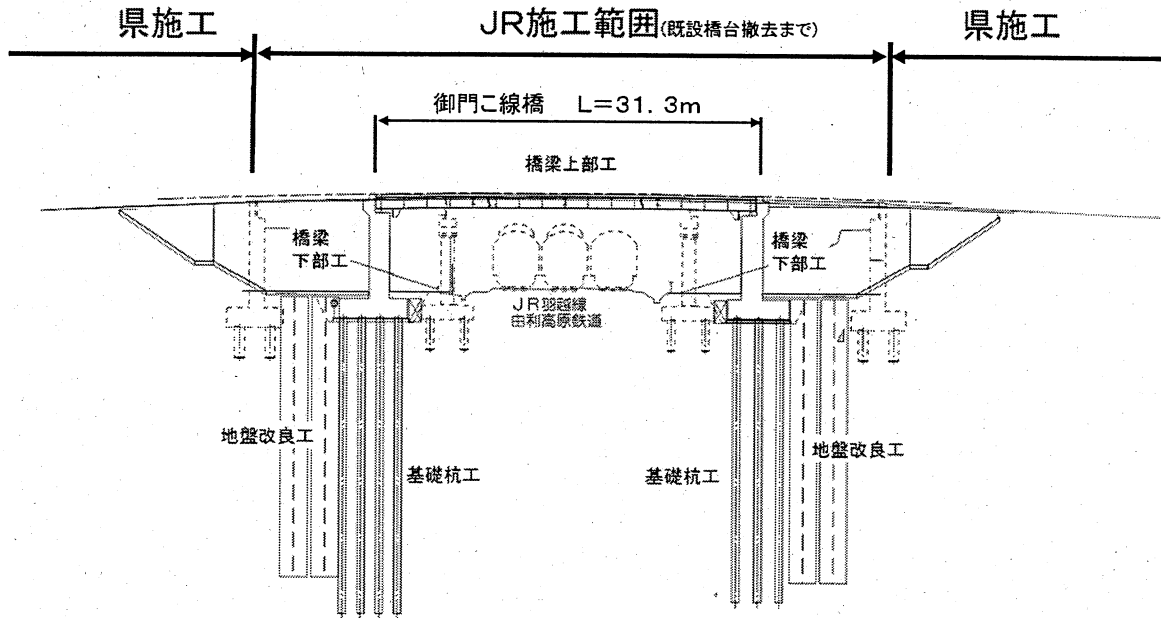 県施工
JR施工範囲(既設橋台撤去まで)
県施工
御門こ線橋 L=31.3m
橋梁上部工
橋梁
下部工
橋梁
下部工
JR羽越線
由利高原鉄道
地盤改良工
地盤改良工
基礎杭工
基礎杭工